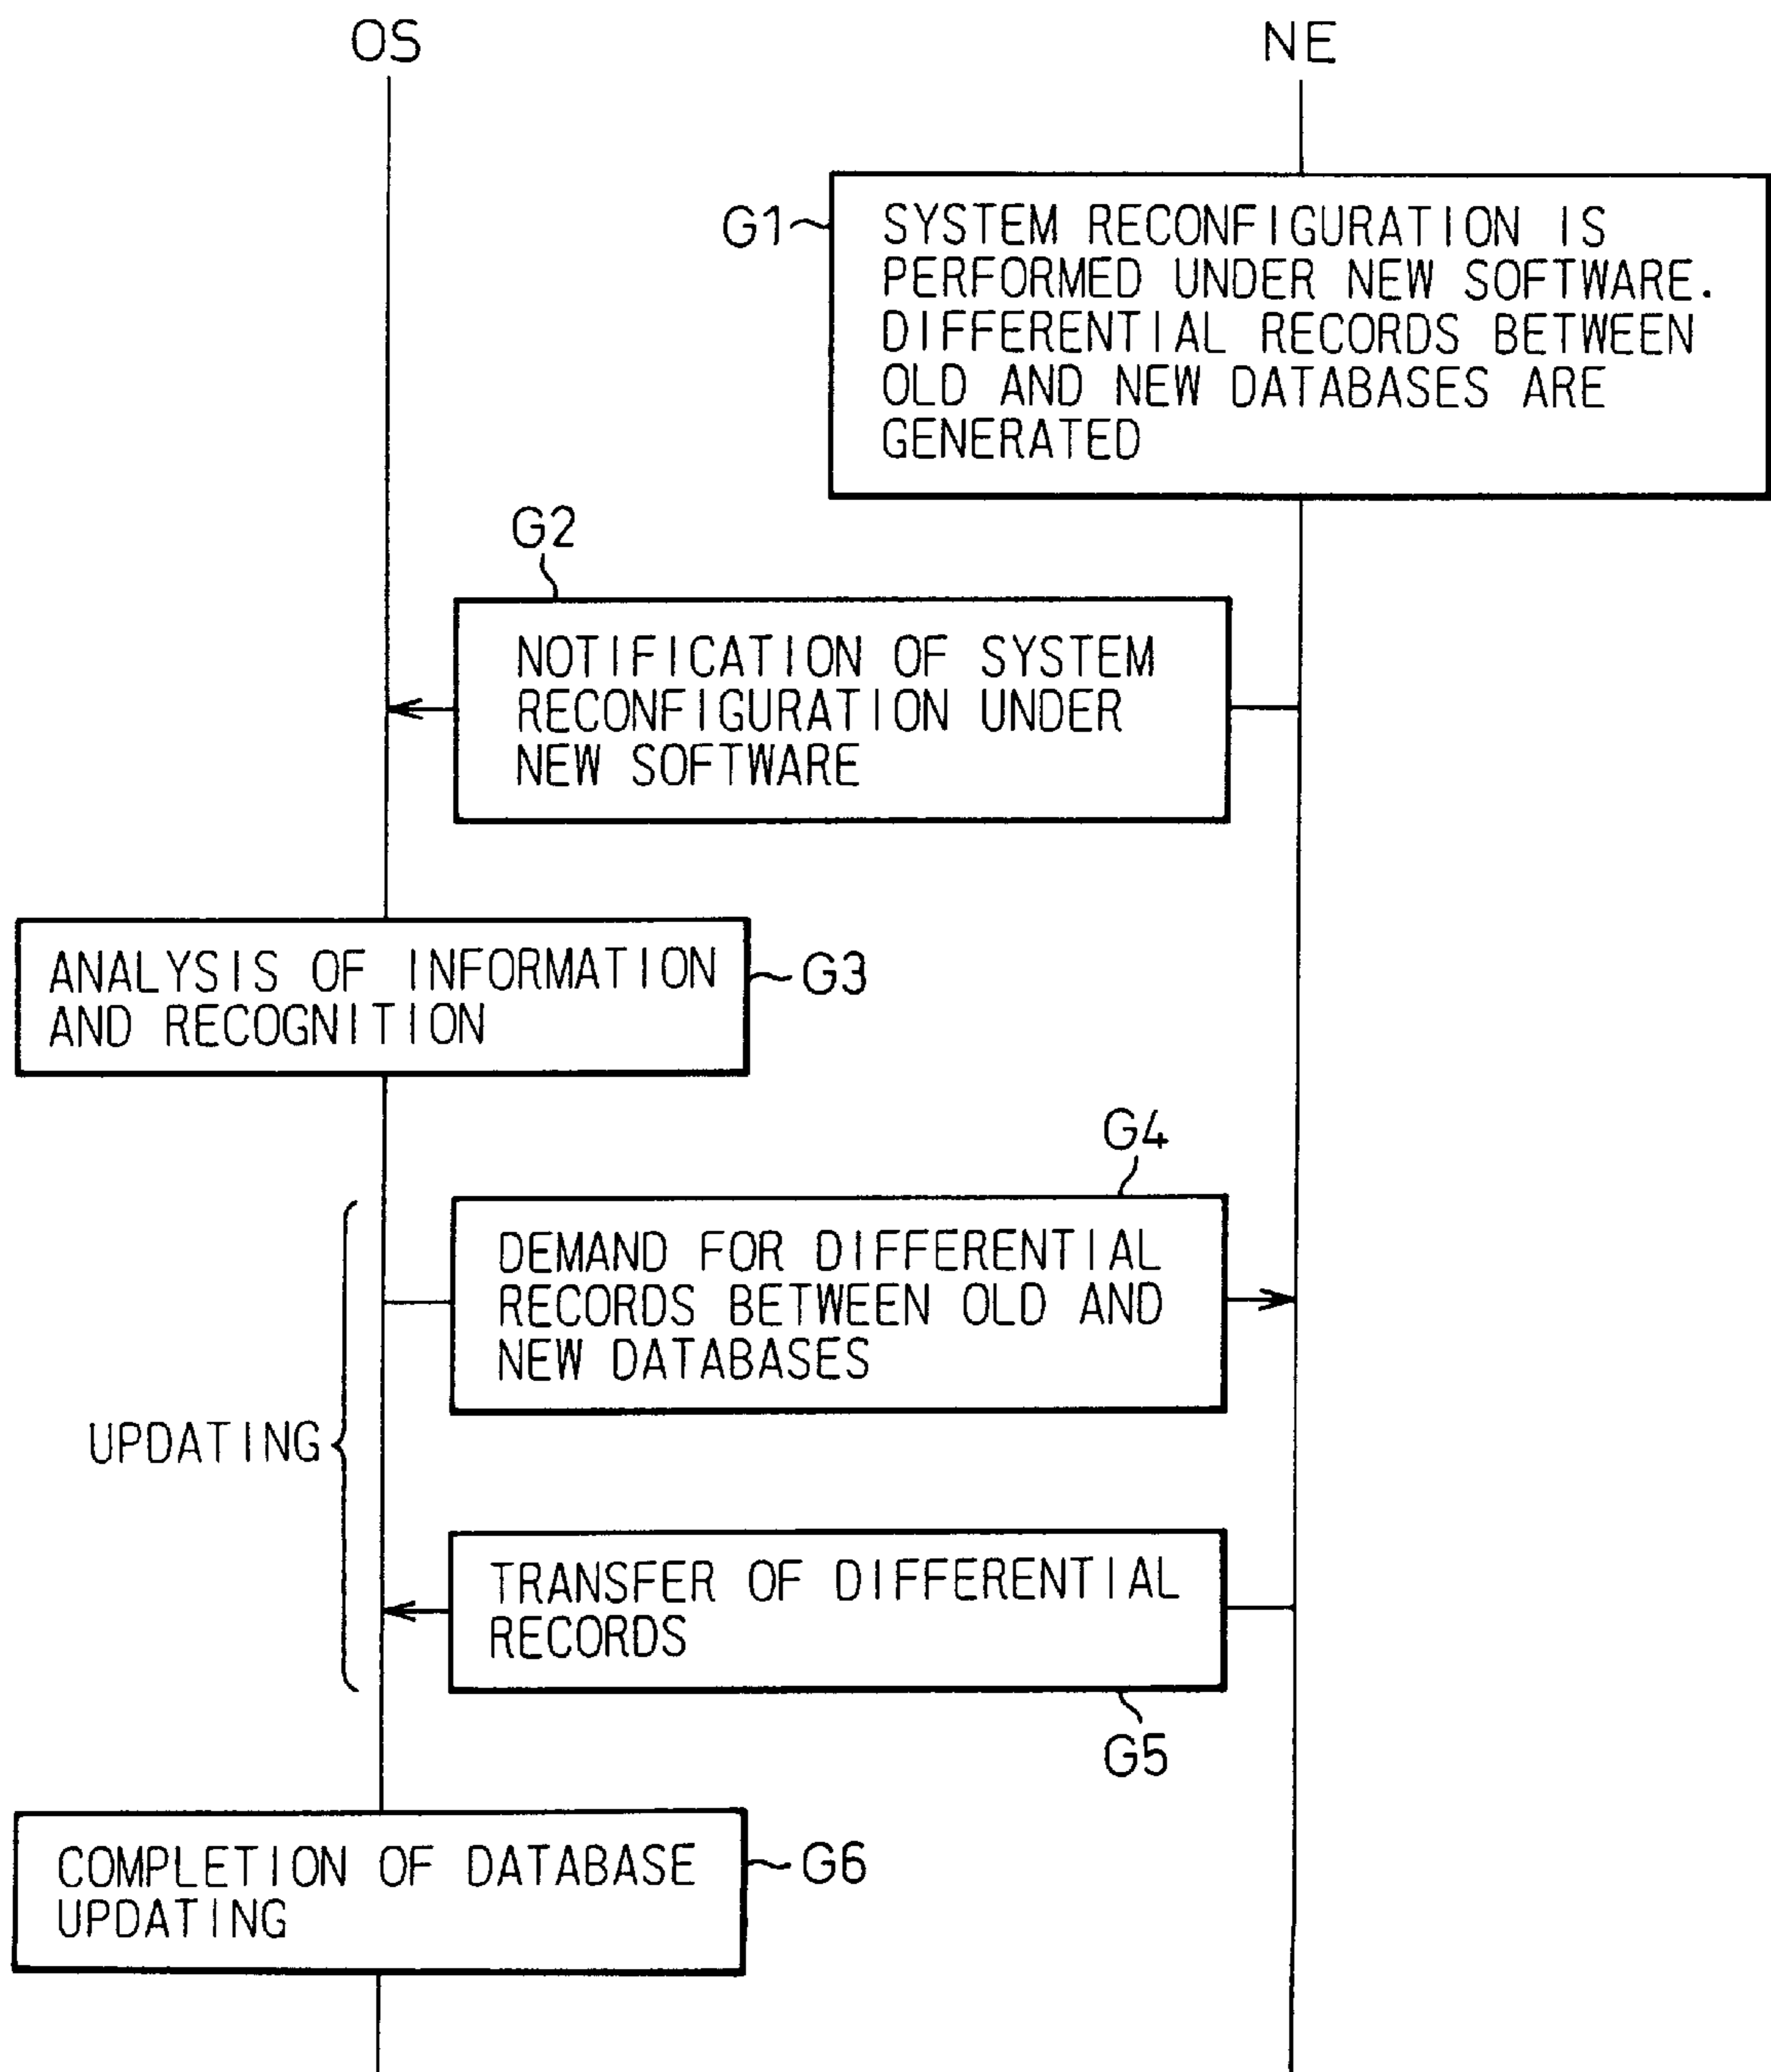 OS
NE
G1
SYSTEM RECONFIGURATION IS
PERFORMED UNDER NEW SOFTWARE.
DIFFERENTIAL RECORDS BETWEEN
OLD AND NEW DATABASES ARE
GENERATED
G2
NOTIFICATION OF SYSTEM
RECONFIGURATION UNDER
NEW SOFTWARE
ANALYSIS OF INFORMATION
AND RECOGNITION
G3
G4
DEMAND FOR DIFFERENTIAL
RECORDS BETWEEN OLD AND
NEW DATABASES
UPDATING
TRANSFER OF DIFFERENTIAL
RECORDS
G5
COMPLETION OF DATABASE
UPDATING
G6